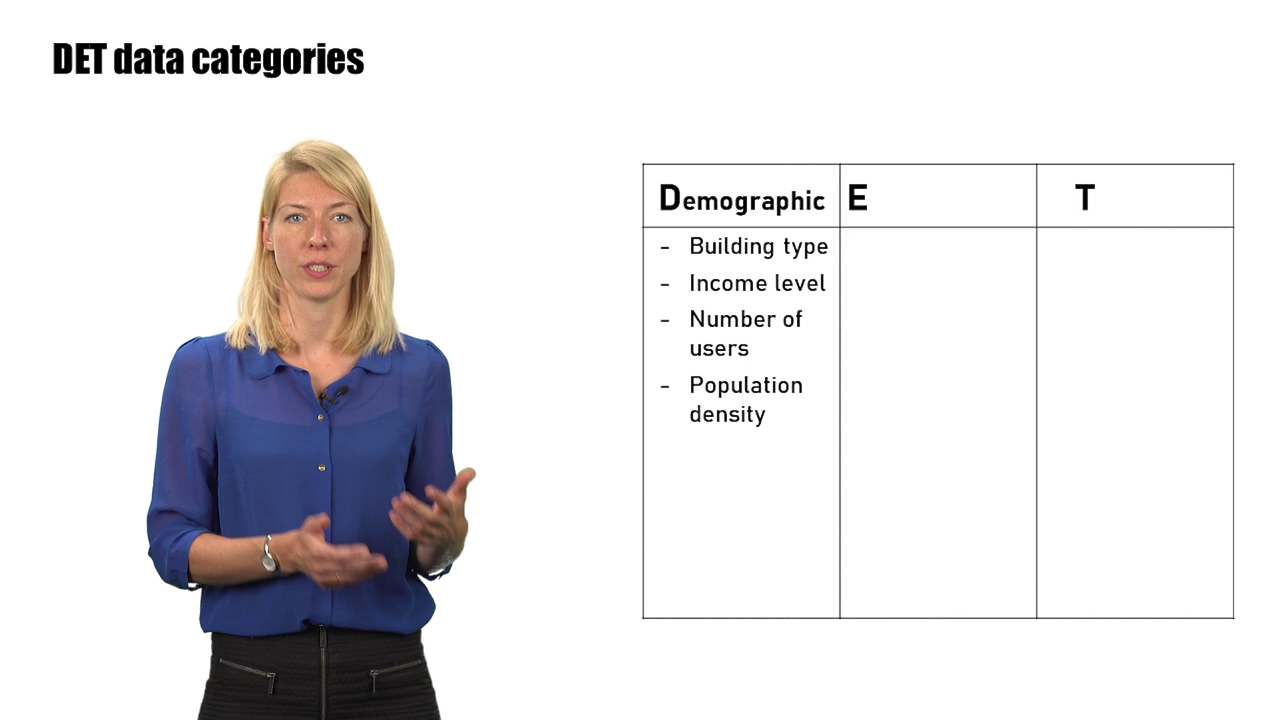 DET data categories
Demographic
E
T
- Building type
- Income level
- Number of
users
- Population
density